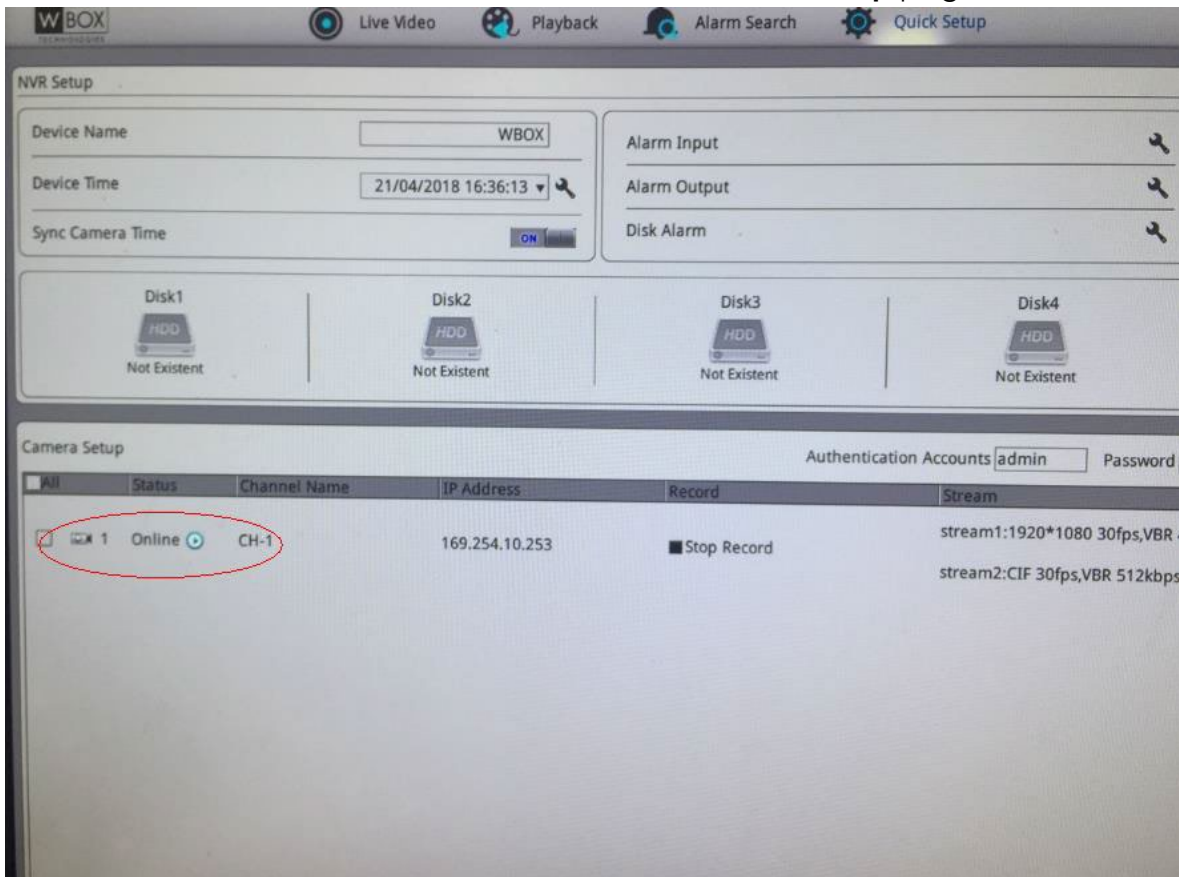 W BOX
TECHNOLOGIES
Live Video Playback Alarm Search Quick Setup
NVR Setup
Device Name WBOX
Device Time 21/04/2018 16:36:13
Sync Camera Time ON
Alarm Input
Alarm Output
Disk Alarm
Disk1 Disk2 Disk3 Disk4
HDD HDD HDD HDD
Not Existent Not Existent Not Existent Not Existent
Camera Setup Authentication Accounts admin Password
All Status Channel Name IP Address Record Stream
1 Online CH-1 169.254.10.253 Stop Record stream1:1920*1080 30fps,VBR
stream2:CIF 30fps,VBR 512kbps